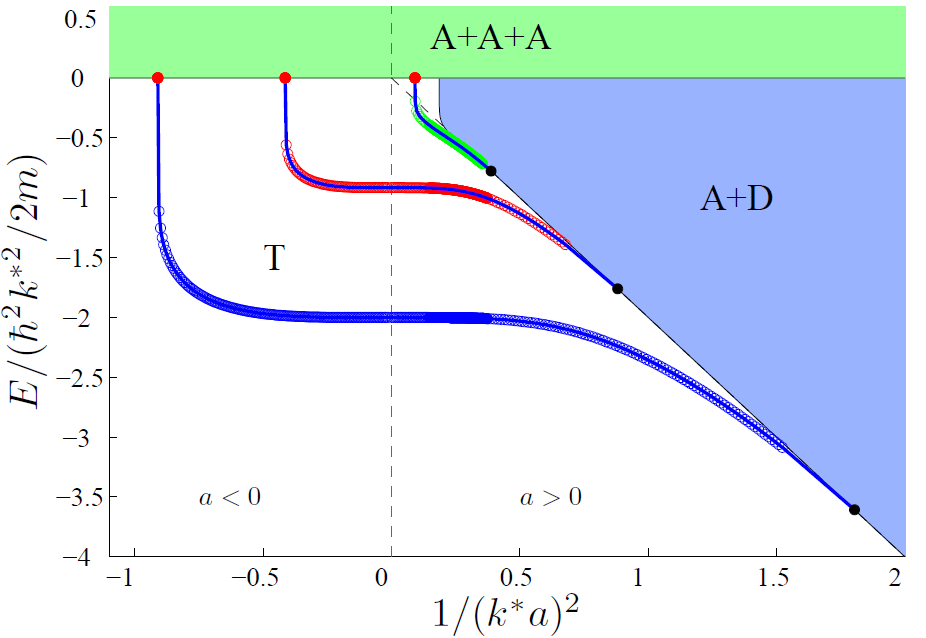 A+A+A
A+D
T
a < 0
a > 0
0.5
0
−0.5
−1
−1.5
−2
−2.5
−3
−3.5
−4
−1
−0.5
0
0.5
1
1.5
2
E/(ħ²k*²/2m)
1/(k*a)²